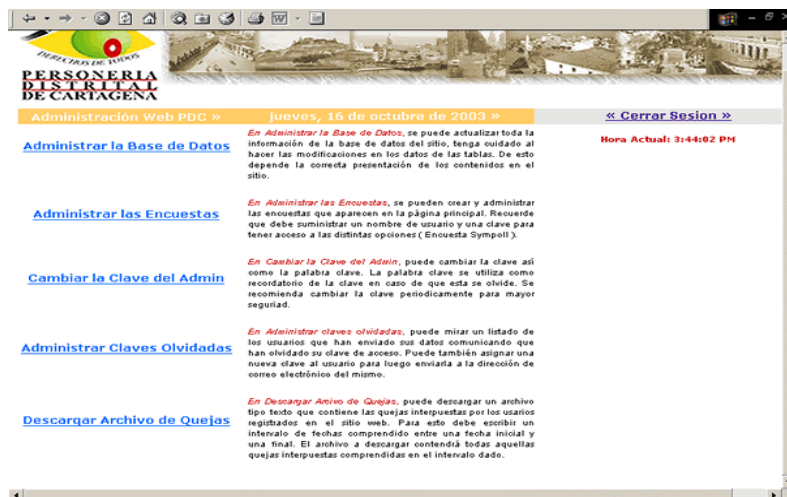 DERECHOS DE TODOS
PERSONERIA
DISTRITAL
DE CARTAGENA
Administración Web PDC »
jueves, 16 de octubre de 2003 »
« Cerrar Sesion »
Hora Actual: 3:44:02 PM
Administrar la Base de Datos
En Administrar la Base de Datos, se puede actualizar toda la
información de la base de datos del sitio, tenga cuidado al
hacer las modificaciones en los datos de las tablas. De esto
depende la correcta presentación de los contenidos en el
sitio.
Administrar las Encuestas
En Administrar las Encuestas, se pueden crear y administrar
las encuestas que aparecen en la página principal. Recuerde
que debe suministrar un nombre de usuario y una clave para
tener acceso a las distintas opciones ( Encuesta Sympoll ).
Cambiar la Clave del Admin
En Cambiar la Clave del Admin, puede cambiar la clave así
como la palabra clave. La palabra clave se utiliza como
recordatorio de la clave en caso de que esta se olvide. Se
recomienda cambiar la clave periodicamente para mayor
seguriad.
Administrar Claves Olvidadas
En Administrar claves olvidadas, puede mirar un listado de
los usuarios que han enviado sus datos comunicando que
han olvidado su clave de acceso. Puede también asignar una
nueva clave al usuario para luego enviarla a la dirección de
correo electrónico del mismo.
Descargar Archivo de Quejas
En Descargar Arcivo de Quejas, puede descargar un archivo
tipo texto que contiene las quejas interpuestas por los usarios
registrados en el sitio web. Para esto debe escribir un
intervalo de fechas comprendido entre una fecha inicial y
una final. El archivo a descargar contendrá todas aquellas
quejas interpuestas comprendidas en el intervalo dado.